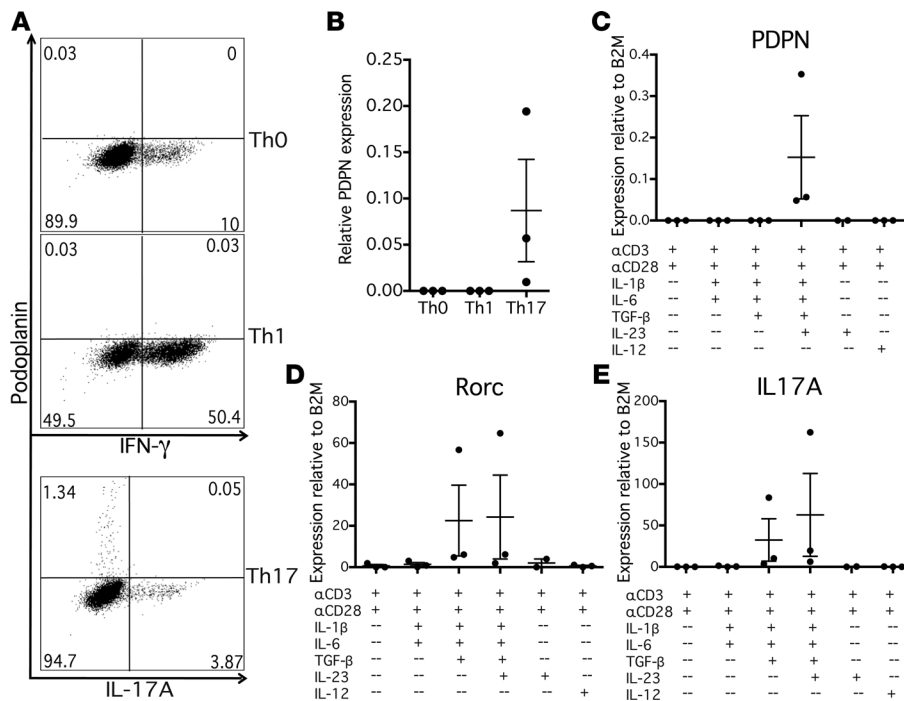 A
0.03 0
89.9 10
Th0
0.03 0.03
49.5 50.4
Th1
IFN-γ
Podoplanin
1.34 0.05
94.7 3.87
Th17
IL-17A
B
Relative PDPN expression
0.25
0.20
0.15
0.10
0.05
0.00
Th0 Th1 Th17
C
PDPN
Expression relative to B2M
0.4
0.3
0.2
0.1
0.0
αCD3 + + + + + +
αCD28 + + + + + +
IL-1β -- + + + -- --
IL-6 -- + + + -- --
TGF-β -- -- + + -- --
IL-23 -- -- -- + + --
IL-12 -- -- -- -- -- +
D
Rorc
Expression relative to B2M
80
60
40
20
0
αCD3 + + + + + +
αCD28 + + + + + +
IL-1β -- + + + -- --
IL-6 -- + + + -- --
TGF-β -- -- + + -- --
IL-23 -- -- -- + + --
IL-12 -- -- -- -- -- +
E
IL17A
Expression relative to B2M
200
150
100
50
0
αCD3 + + + + + +
αCD28 + + + + + +
IL-1β -- + + + -- --
IL-6 -- + + + -- --
TGF-β -- -- + + -- --
IL-23 -- -- -- + + --
IL-12 -- -- -- -- -- +